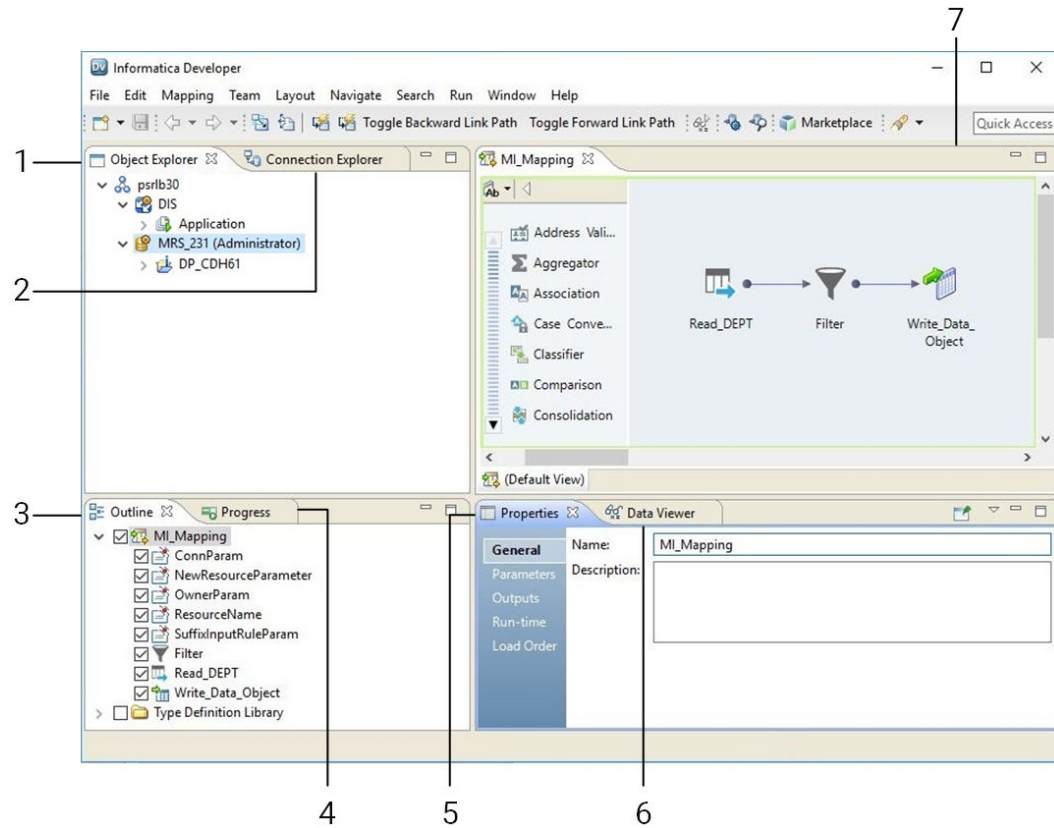 7
Informatica Developer
File Edit Mapping Team Layout Navigate Search Run Window Help
Toggle Backward Link Path Toggle Forward Link Path Marketplace Quick Access
1
Object Explorer Connection Explorer
psrlb30
DIS
Application
MRS_231 (Administrator)
DP_CDH61
2
MI_Mapping
Ab
Address Vali...
Aggregator
Association
Case Conve...
Classifier
Comparison
Consolidation
Read_DEPT
Filter
Write_Data_
Object
(Default View)
3
Outline Progress
MI_Mapping
ConnParam
NewResourceParameter
OwnerParam
ResourceName
SuffixInputRuleParam
Filter
Read_DEPT
Write_Data_Object
Type Definition Library
Properties Data Viewer
General
Parameters
Outputs
Run-time
Load Order
Name: MI_Mapping
Description:
4
5
6